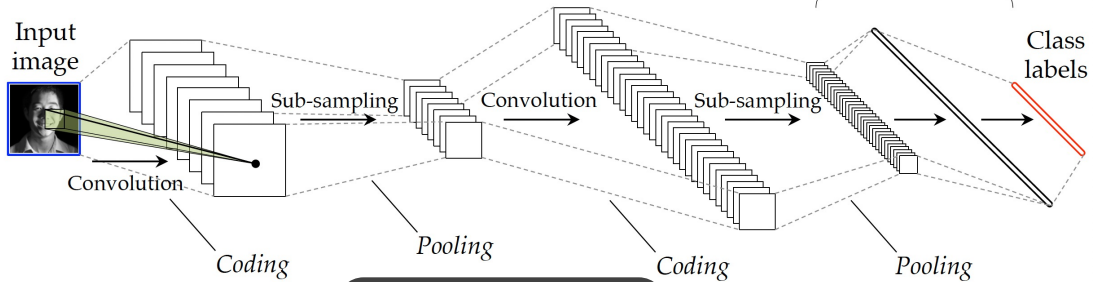 Input
image
Class
labels
Sub-sampling
Convolution
Sub-sampling
Convolution
Coding
Pooling
Coding
Pooling